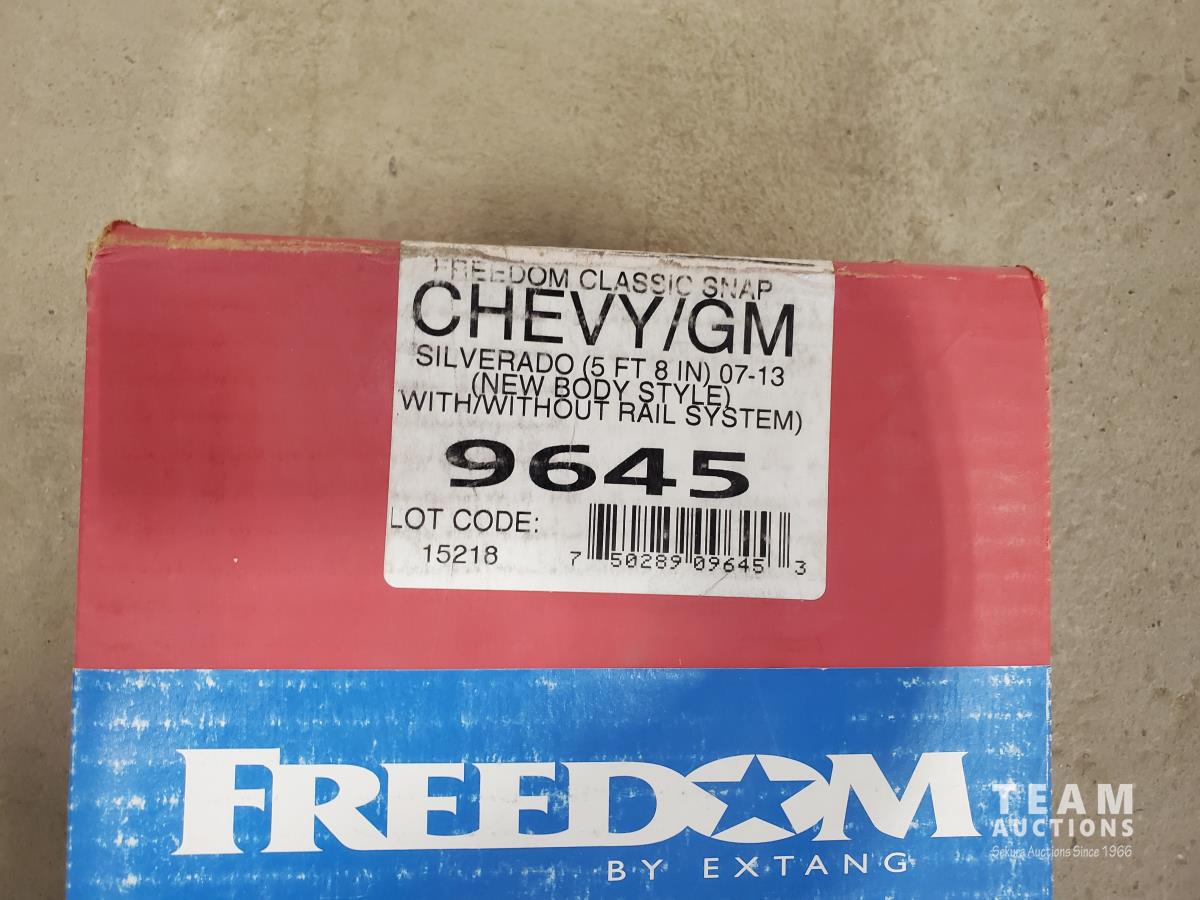 FREEDOM CLASSIC SNAP
CHEVY/GM
SILVERADO (5 FT 8 IN) 07-13
(NEW BODY STYLE)
WITH/WITHOUT RAIL SYSTEM)
9645
LOT CODE:
15218
7 50289 09645 3
FREEDOM
BY EXTANG
TEAM
AUCTIONS
Sekura Auctions Since 1966